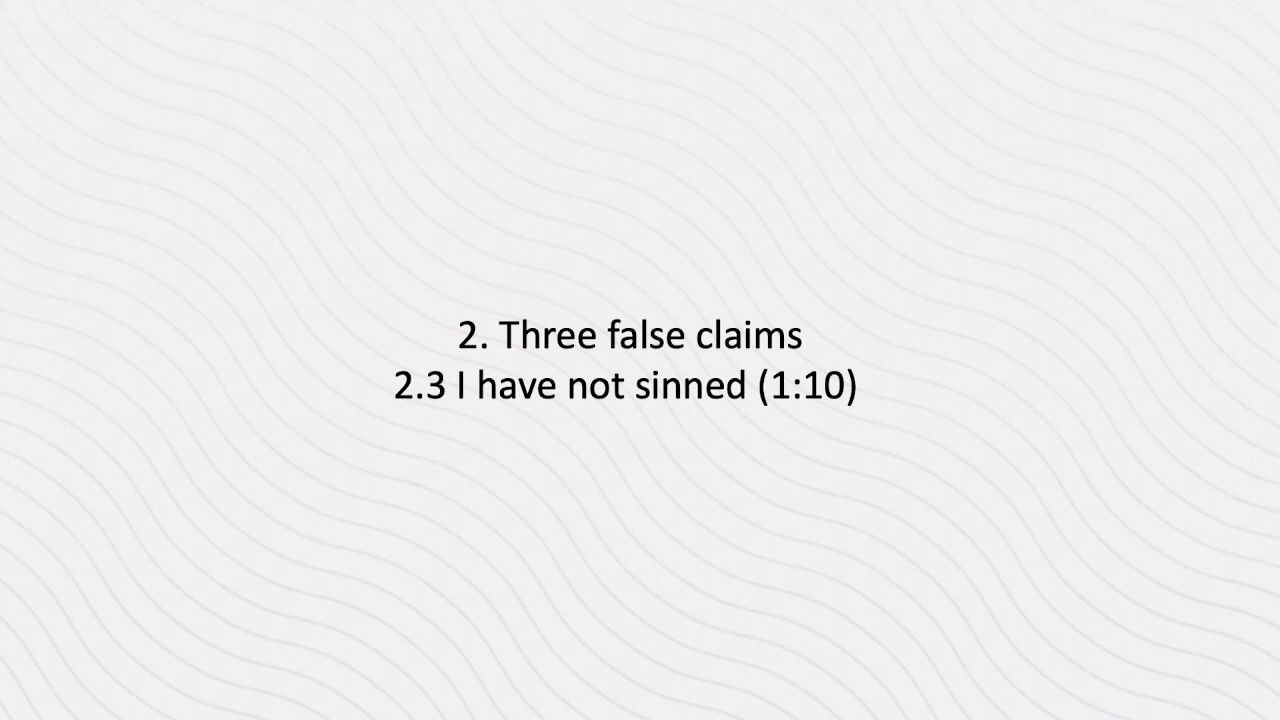 2. Three false claims
2.3 I have not sinned (1:10)